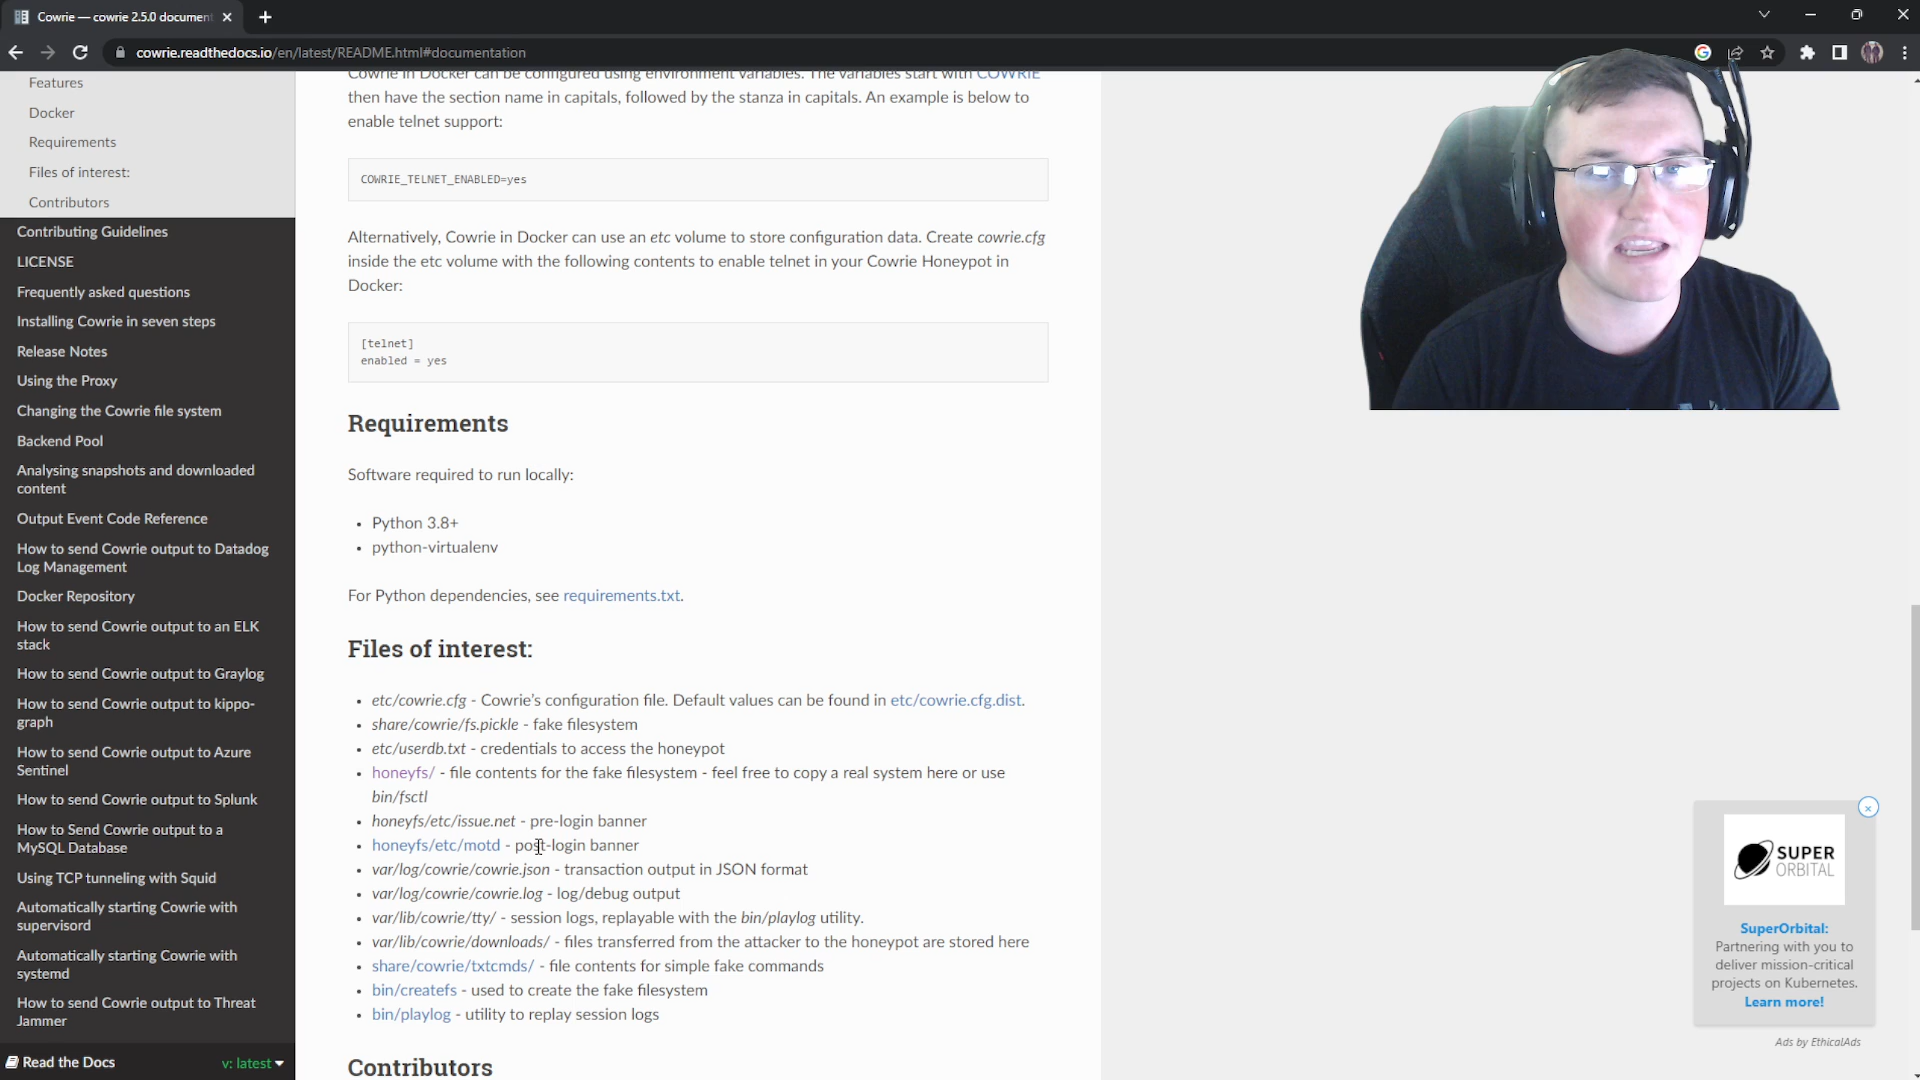 Cowrie — cowrie 2.5.0 document
cowrie.readthedocs.io/en/latest/README.html#documentation
Features
Docker
Requirements
Files of interest:
Contributors
Contributing Guidelines
LICENSE
Frequently asked questions
Installing Cowrie in seven steps
Release Notes
Using the Proxy
Changing the Cowrie file system
Backend Pool
Analysing snapshots and downloaded
content
Output Event Code Reference
How to send Cowrie output to Datadog
Log Management
Docker Repository
How to send Cowrie output to an ELK
stack
How to send Cowrie output to Graylog
How to send Cowrie output to kippo-
graph
How to send Cowrie output to Azure
Sentinel
How to send Cowrie output to Splunk
How to Send Cowrie output to a
MySQL Database
Using TCP tunneling with Squid
Automatically starting Cowrie with
supervisord
Automatically starting Cowrie with
systemd
How to send Cowrie output to Threat
Jammer
Read the Docs
v: latest
Cowrie in Docker can be configured using environment variables. The variables start with COWRIE
then have the section name in capitals, followed by the stanza in capitals. An example is below to
enable telnet support:
COWRIE_TELNET_ENABLED=yes
Alternatively, Cowrie in Docker can use an etc volume to store configuration data. Create cowrie.cfg
inside the etc volume with the following contents to enable telnet in your Cowrie Honeypot in
Docker:
[telnet]
enabled = yes
Requirements
Software required to run locally:
• Python 3.8+
• python-virtualenv
For Python dependencies, see requirements.txt.
Files of interest:
• etc/cowrie.cfg - Cowrie's configuration file. Default values can be found in etc/cowrie.cfg.dist.
• share/cowrie/fs.pickle - fake filesystem
• etc/userdb.txt - credentials to access the honeypot
• honeyfs/ - file contents for the fake filesystem - feel free to copy a real system here or use
bin/fsctl
• honeyfs/etc/issue.net - pre-login banner
• honeyfs/etc/motd - post-login banner
• var/log/cowrie/cowrie.json - transaction output in JSON format
• var/log/cowrie/cowrie.log - log/debug output
• var/lib/cowrie/tty/ - session logs, replayable with the bin/playlog utility.
• var/lib/cowrie/downloads/ - files transferred from the attacker to the honeypot are stored here
• share/cowrie/txtcmds/ - file contents for simple fake commands
• bin/createfs - used to create the fake filesystem
• bin/playlog - utility to replay session logs
Contributors
SUPER
ORBITAL
SuperOrbital:
Partnering with you to
deliver mission-critical
projects on Kubernetes.
Learn more!
Ads by EthicalAds